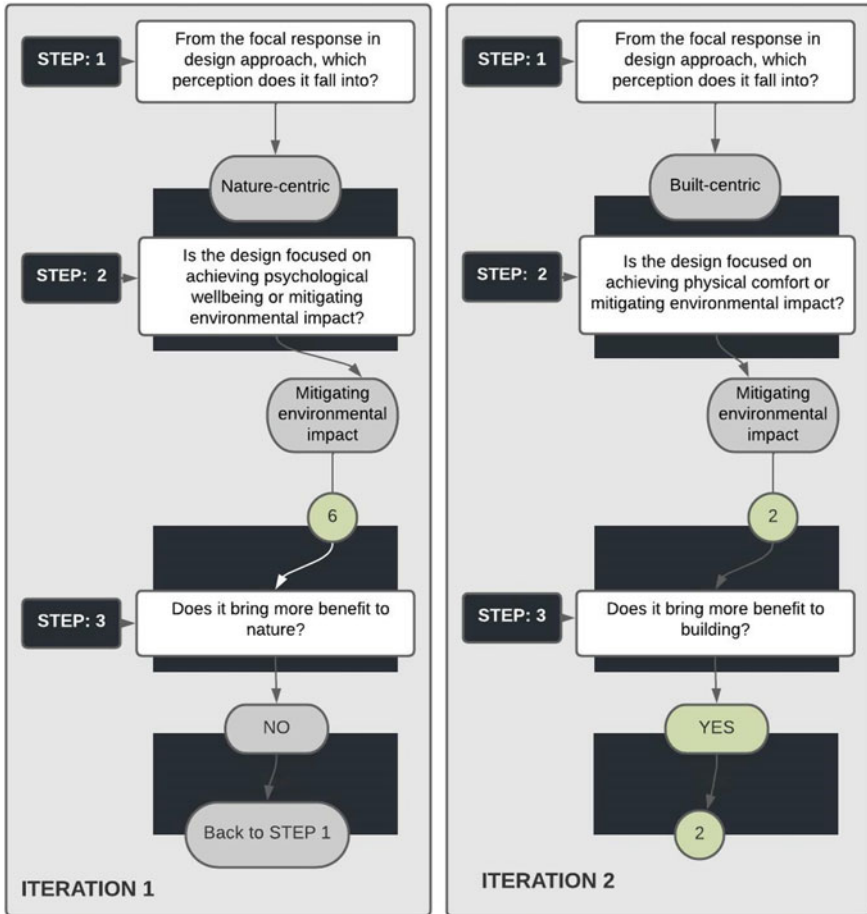 STEP: 1
From the focal response in
design approach, which
perception does it fall into?
Nature-centric
STEP: 2
Is the design focused on
achieving psychological
wellbeing or mitigating
environmental impact?
Mitigating
environmental
impact
6
STEP: 3
Does it bring more benefit to
nature?
NO
Back to STEP 1
ITERATION 1
STEP: 1
From the focal response in
design approach, which
perception does it fall into?
Built-centric
STEP: 2
Is the design focused on
achieving physical comfort or
mitigating environmental impact?
Mitigating
environmental
impact
2
STEP: 3
Does it bring more benefit to
building?
YES
2
ITERATION 2